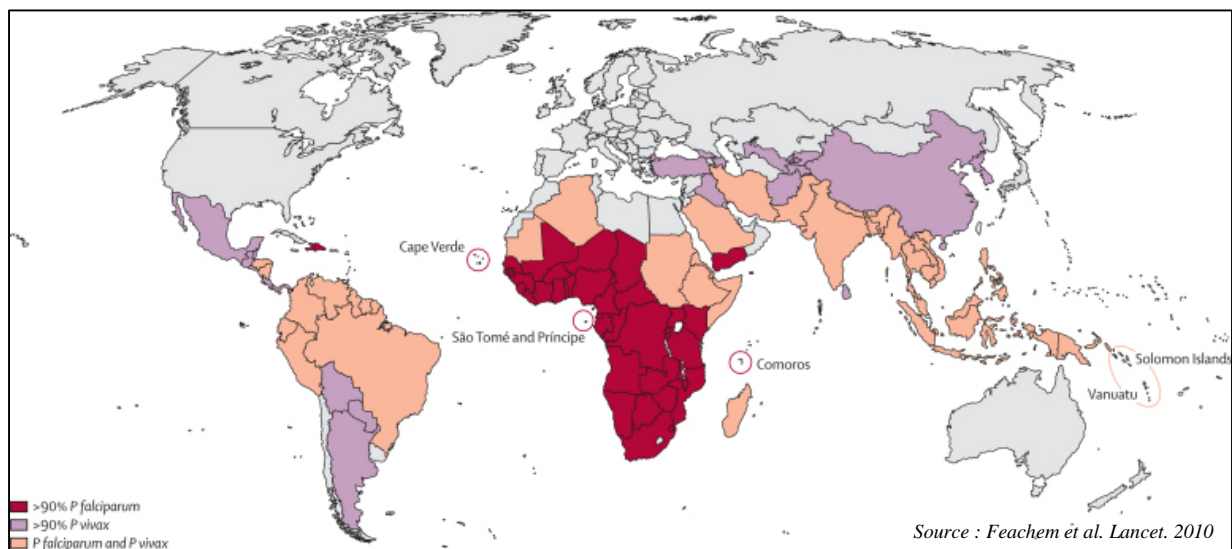 Cape Verde
São Tomé and Príncipe
Comoros
Solomon Islands
Vanuatu
>90% P falciparum
>90% P vivax
P falciparum and P vivax
Source : Feachem et al. Lancet. 2010